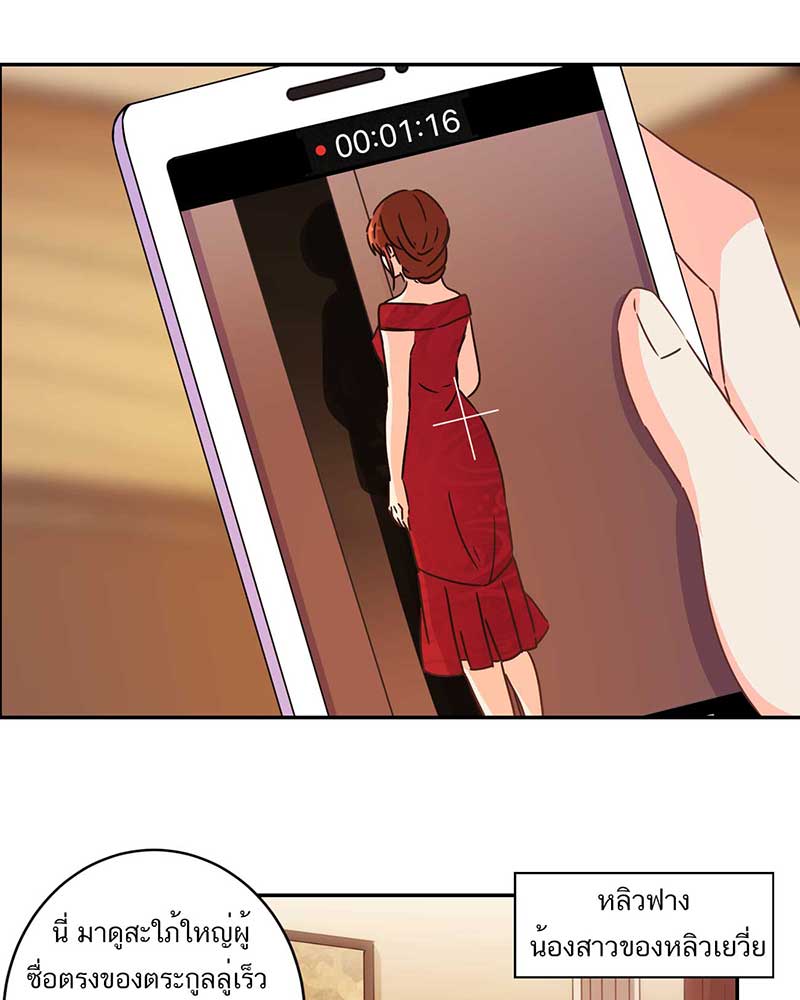 00:01:16
นี่ มาดูสะใภ้ใหญ่ผู้
ซื่อตรงของตระกูลลู่เร็ว
หลิวฟาง
น้องสาวของหลิวเยวี่ย